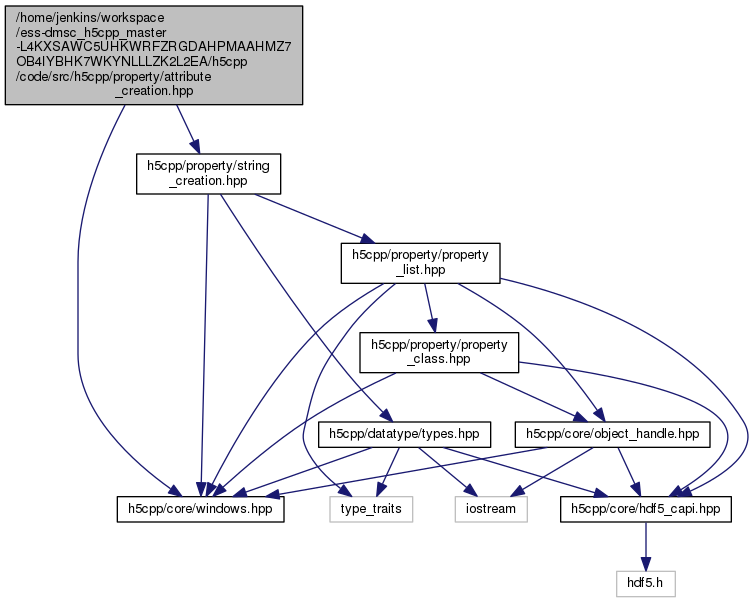 /home/jenkins/workspace
/ess-dmsc_h5cpp_master
-L4KXSAWC5UHKWRFZRGDAHPMAAHMZ7
OB4IYBHK7WKYNLLLZK2L2EA/h5cpp
/code/src/h5cpp/property/attribute
_creation.hpp
h5cpp/property/string
_creation.hpp
h5cpp/property/property
_list.hpp
h5cpp/property/property
_class.hpp
h5cpp/datatype/types.hpp
h5cpp/core/object_handle.hpp
h5cpp/core/windows.hpp
type_traits
iostream
h5cpp/core/hdf5_capi.hpp
hdf5.h